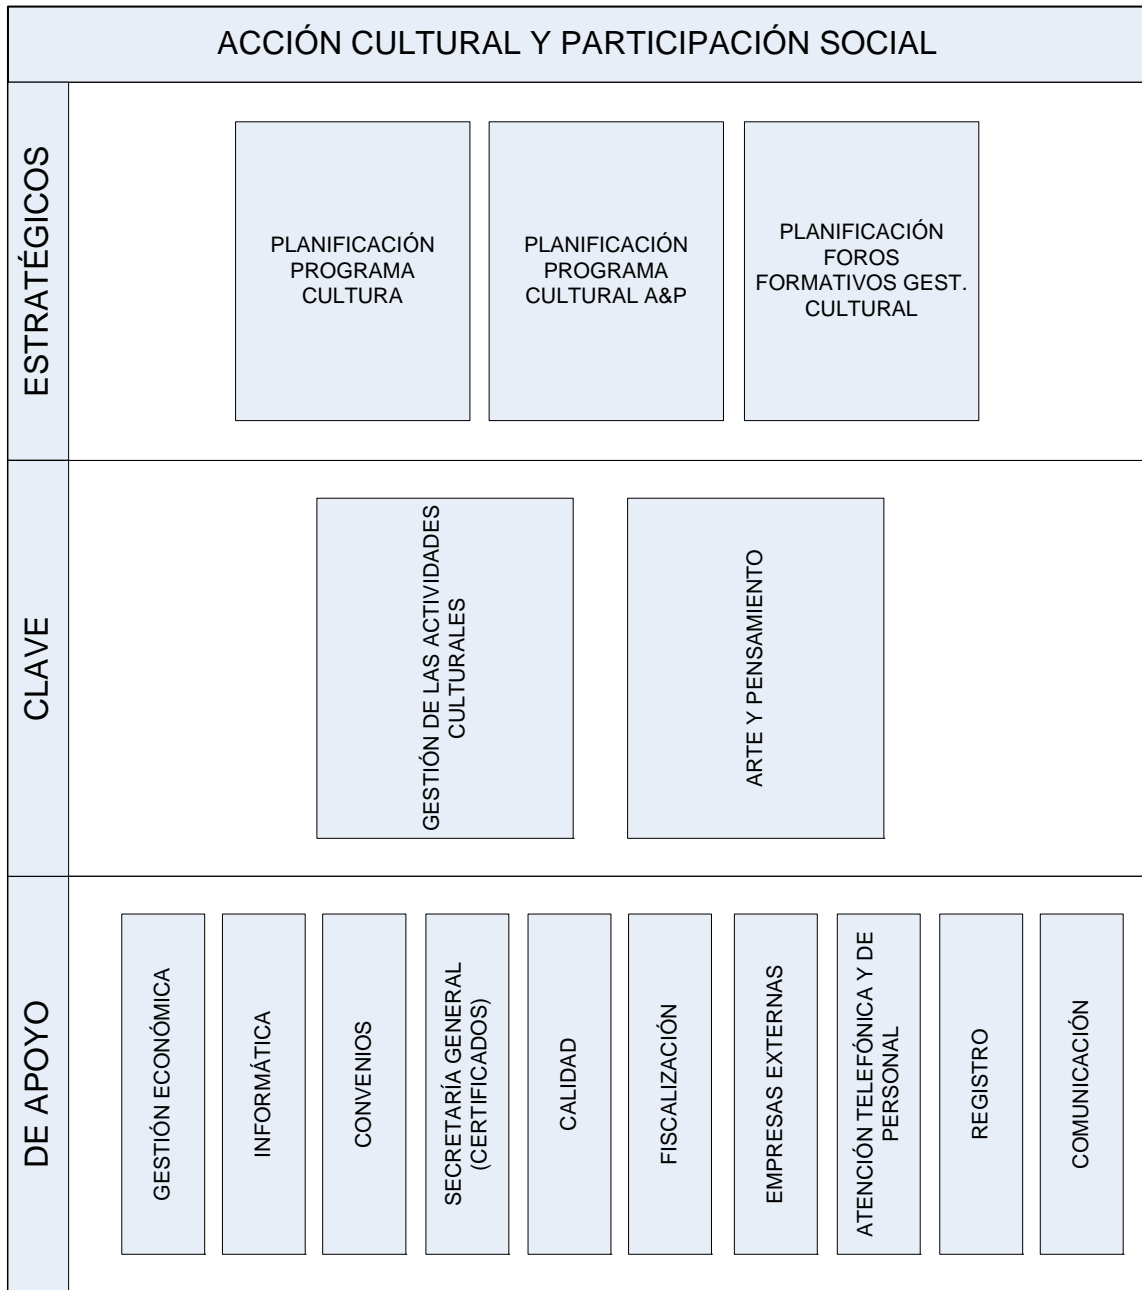 ACCIÓN CULTURAL Y PARTICIPACIÓN SOCIAL
ESTRATÉGICOS
PLANIFICACIÓN
PROGRAMA
CULTURA
PLANIFICACIÓN
PROGRAMA
CULTURAL A&P
PLANIFICACIÓN
FOROS
FORMATIVOS GEST.
CULTURAL
CLAVE
GESTIÓN DE LAS ACTIVIDADES
CULTURALES
ARTE Y PENSAMIENTO
DE APOYO
GESTIÓN ECONÓMICA
INFORMÁTICA
CONVENIOS
SECRETARÍA GENERAL
(CERTIFICADOS)
CALIDAD
FISCALIZACIÓN
EMPRESAS EXTERNAS
ATENCIÓN TELEFÓNICA Y DE
PERSONAL
REGISTRO
COMUNICACIÓN